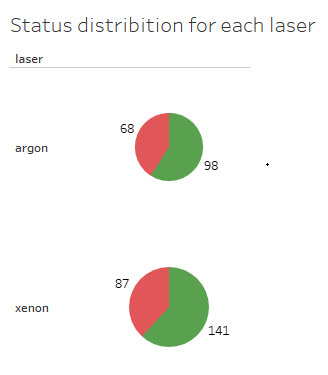 Status distribition for each laser
laser
68
argon
98
87
xenon
141